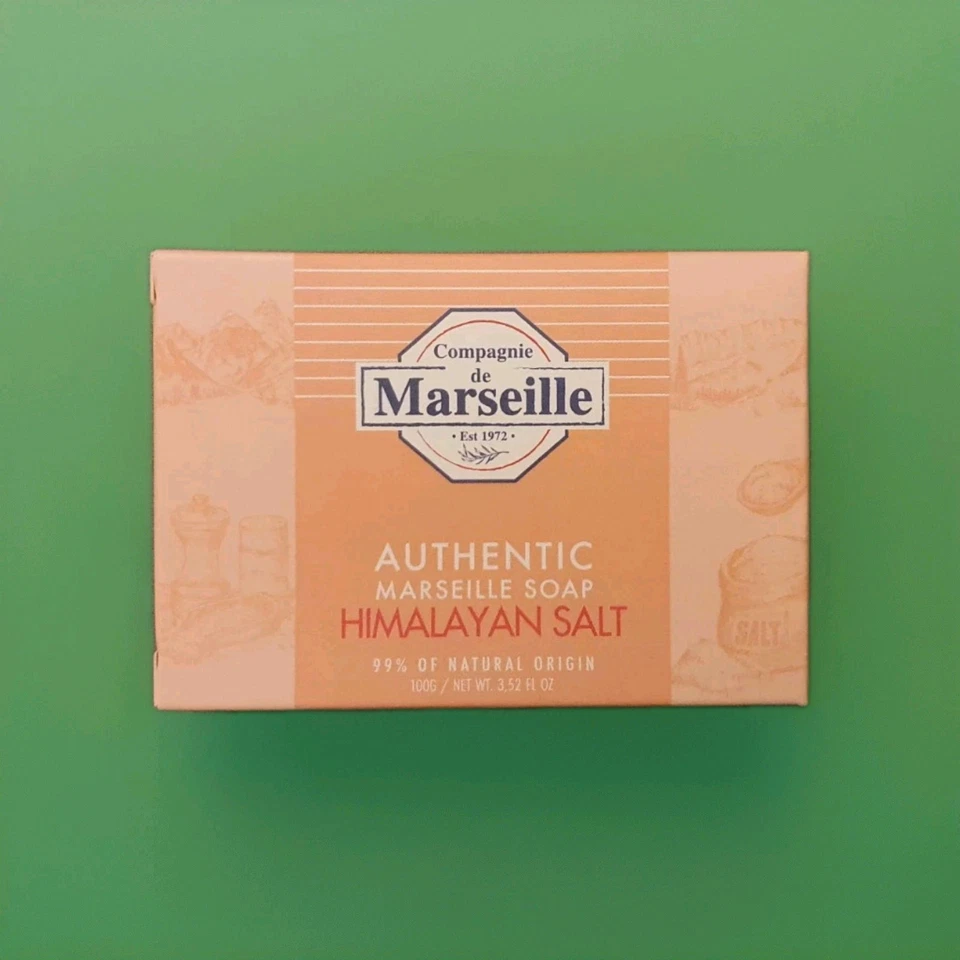 Compagnie
de
Marseille
• Est 1972 •
AUTHENTIC
MARSEILLE SOAP
HIMALAYAN SALT
99% OF NATURAL ORIGIN
100G / NET WT. 3,52 FL OZ
SALT